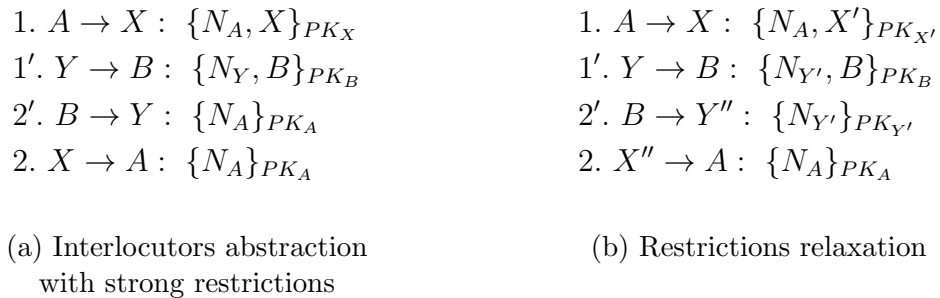 1. A → X : {N_A, X}_{PK_X}
1′. Y → B : {N_Y, B}_{PK_B}
2′. B → Y : {N_A}_{PK_A}
2. X → A : {N_A}_{PK_A}
(a) Interlocutors abstraction
with strong restrictions
1. A → X : {N_A, X′}_{PK_{X′}}
1′. Y → B : {N_{Y′}, B}_{PK_B}
2′. B → Y″ : {N_{Y′}}_{PK_{Y′}}
2. X″ → A : {N_A}_{PK_A}
(b) Restrictions relaxation